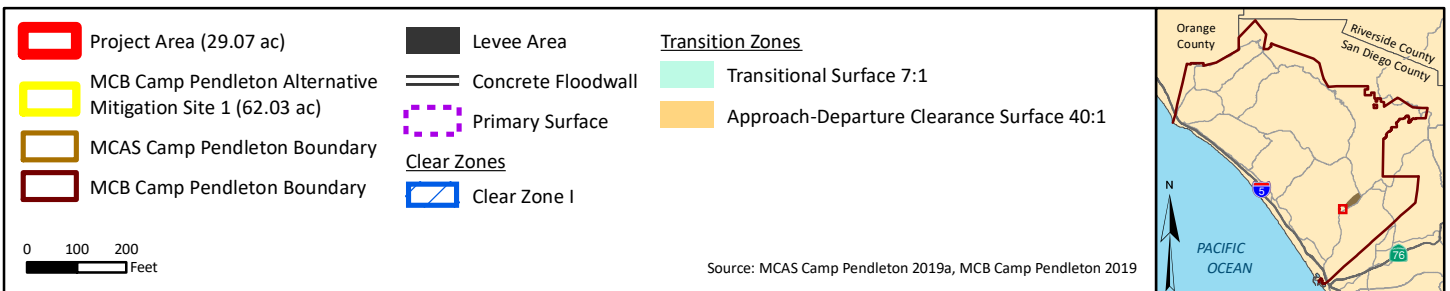 Project Area (29.07 ac)
MCB Camp Pendleton Alternative
Mitigation Site 1 (62.03 ac)
MCAS Camp Pendleton Boundary
MCB Camp Pendleton Boundary
Levee Area
Concrete Floodwall
Primary Surface
Clear Zones
Clear Zone I
Transition Zones
Transitional Surface 7:1
Approach-Departure Clearance Surface 40:1
0 100 200
Feet
Source: MCAS Camp Pendleton 2019a, MCB Camp Pendleton 2019
Orange
County
Riverside County
San Diego County
5
N
76
PACIFIC
OCEAN